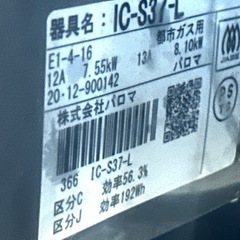 器具名: IC-S37-L
都市ガス用
E1-4-16 13A 8.10kW
12A 7.55kW パロマ
20·12-900142
株式会社パロマ
366 IC-S37-L
区分C 効率56.3%
区分J 効率192Wh
PS